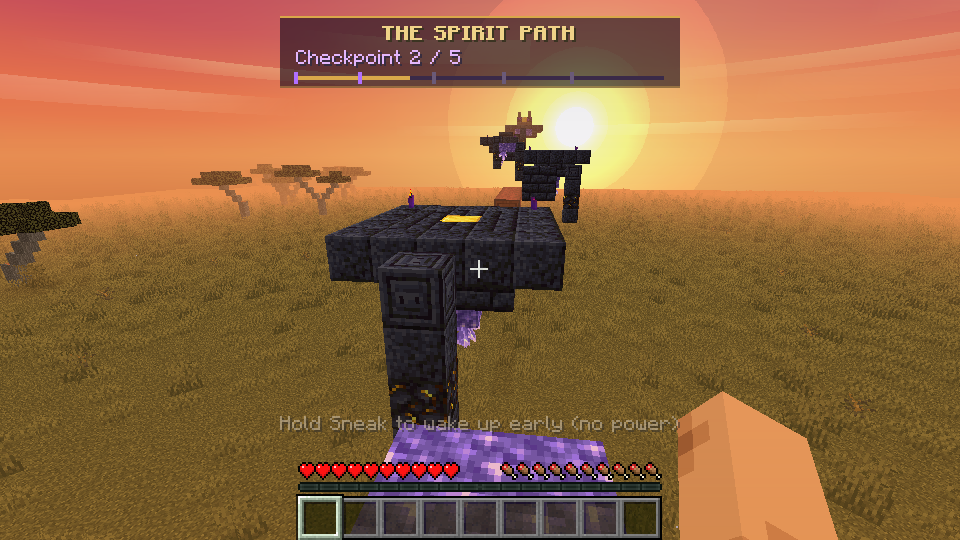 THE SPIRIT PATH
Checkpoint 2 / 5
Hold Sneak to wake up early (no power)